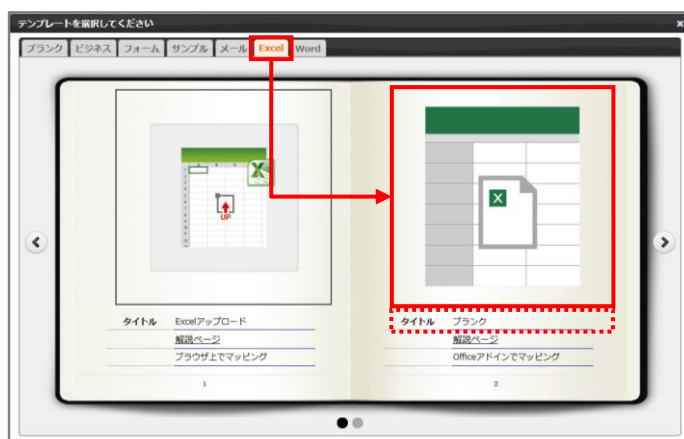 テンプレートを選択してください
ブランク ビジネス フォーム サンプル メール Excel Word
UP
タイトル Excelアップロード
解説ページ
ブラウザ上でマッピング
1
タイトル ブランク
解説ページ
Officeアドインでマッピング
2